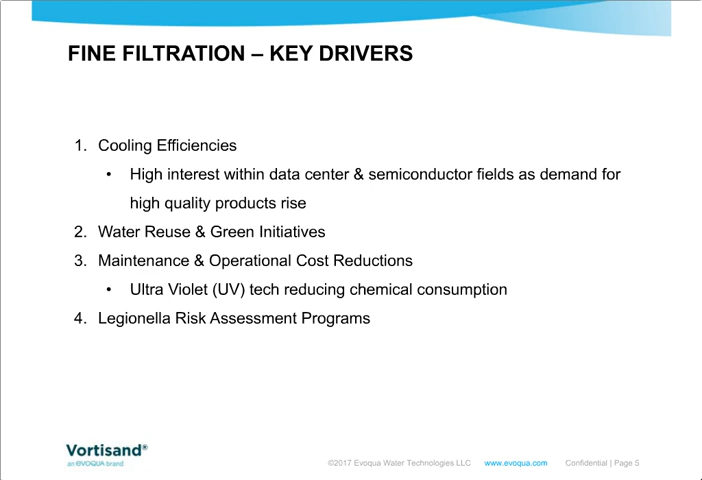 FINE FILTRATION – KEY DRIVERS
1. Cooling Efficiencies
• High interest within data center & semiconductor fields as demand for
high quality products rise
2. Water Reuse & Green Initiatives
3. Maintenance & Operational Cost Reductions
• Ultra Violet (UV) tech reducing chemical consumption
4. Legionella Risk Assessment Programs
Vortisand®
an EVOQUA brand
©2017 Evoqua Water Technologies LLC www.evoqua.com Confidential | Page 5